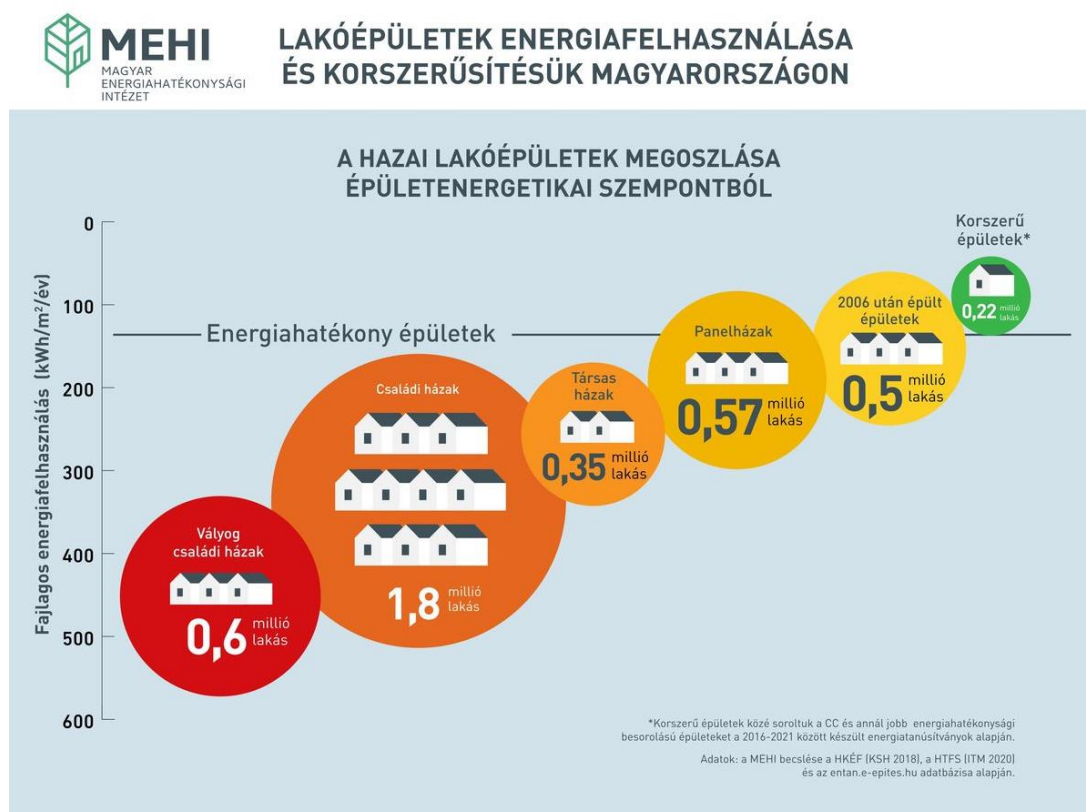 MEHI
MAGYAR
ENERGIAHATÉKONYSÁGI
INTÉZET
LAKÓÉPÜLETEK ENERGIAFELHASZNÁLÁSA
ÉS KORSZERŰSÍTÉSÜK MAGYARORSZÁGON
A HAZAI LAKÓÉPÜLETEK MEGOSZLÁSA
ÉPÜLETENERGETIKAI SZEMPONTBÓL
Fajlagos energiafelhasználás (kWh/m²/év)
0
100
200
300
400
500
600
Energiahatékony épületek
Vályog
családi házak
0,6 millió
lakás
Családi házak
1,8 millió
lakás
Társas
házak
0,35 millió
lakás
Panelházak
0,57 millió
lakás
2006 után épült
épületek
0,5 millió
lakás
Korszerű
épületek*
0,22 millió
lakás
*Korszerű épületek közé soroltuk a CC és annál jobb energiahatékonysági
besorolású épületeket a 2016-2021 között készült energiatanúsítványok alapján.
Adatok: a MEHI becslése a HKÉF (KSH 2018), a HTFS (ITM 2020)
és az entan.e-epites.hu adatbázisa alapján.